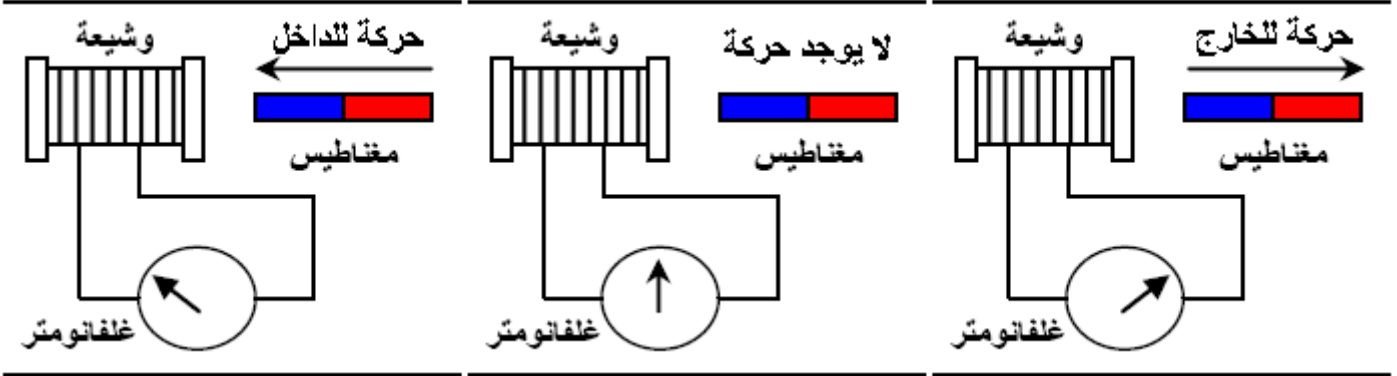 حركة للخارج
وشيعة
مغناطيس
غلفانومتر
لا يوجد حركة
وشيعة
مغناطيس
غلفانومتر
حركة للداخل
وشيعة
مغناطيس
غلفانومتر